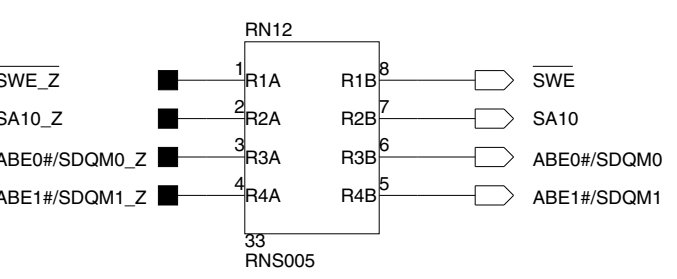 RN12
SWE_Z 1 R1A R1B 8 SWE
SA10_Z 2 R2A R2B 7 SA10
ABE0#/SDQM0_Z 3 R3A R3B 6 ABE0#/SDQM0
ABE1#/SDQM1_Z 4 R4A R4B 5 ABE1#/SDQM1
33
RNS005